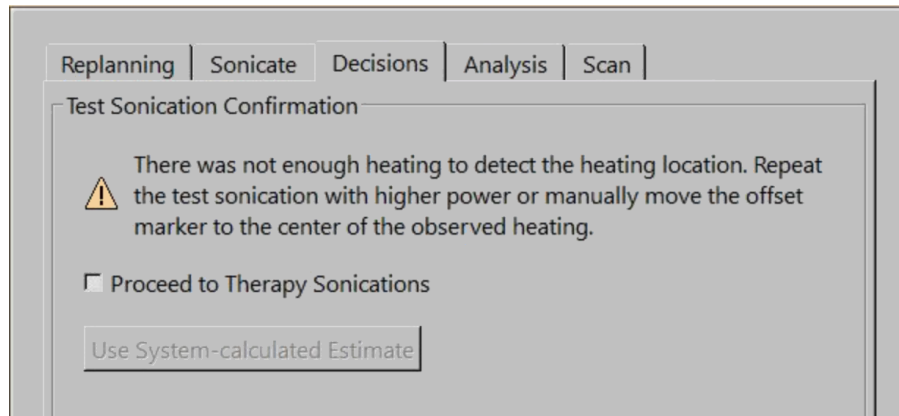 Replanning Sonicate Decisions Analysis Scan
Test Sonication Confirmation
There was not enough heating to detect the heating location. Repeat
the test sonication with higher power or manually move the offset
marker to the center of the observed heating.
Proceed to Therapy Sonications
Use System-calculated Estimate